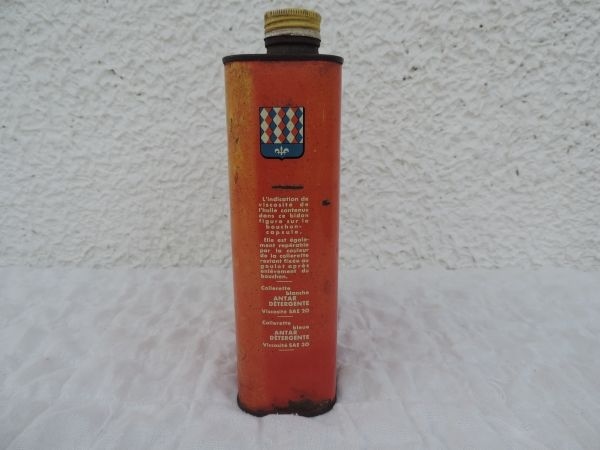 L'indication de
viscosité de
l'huile contenus
dans ce bidon
figure sur le
bouchon-
capsule.
Elle est égale-
ment repérable
par la couleur
de la collerette
restant fixée au
goulot après
enlèvement du
bouchon.
Collerette
blanche
ANTAR
DÉTERGENTE
Viscosité SAE 20
Collerette
bleue
ANTAR
DÉTERGENTE
Viscosité SAE 30